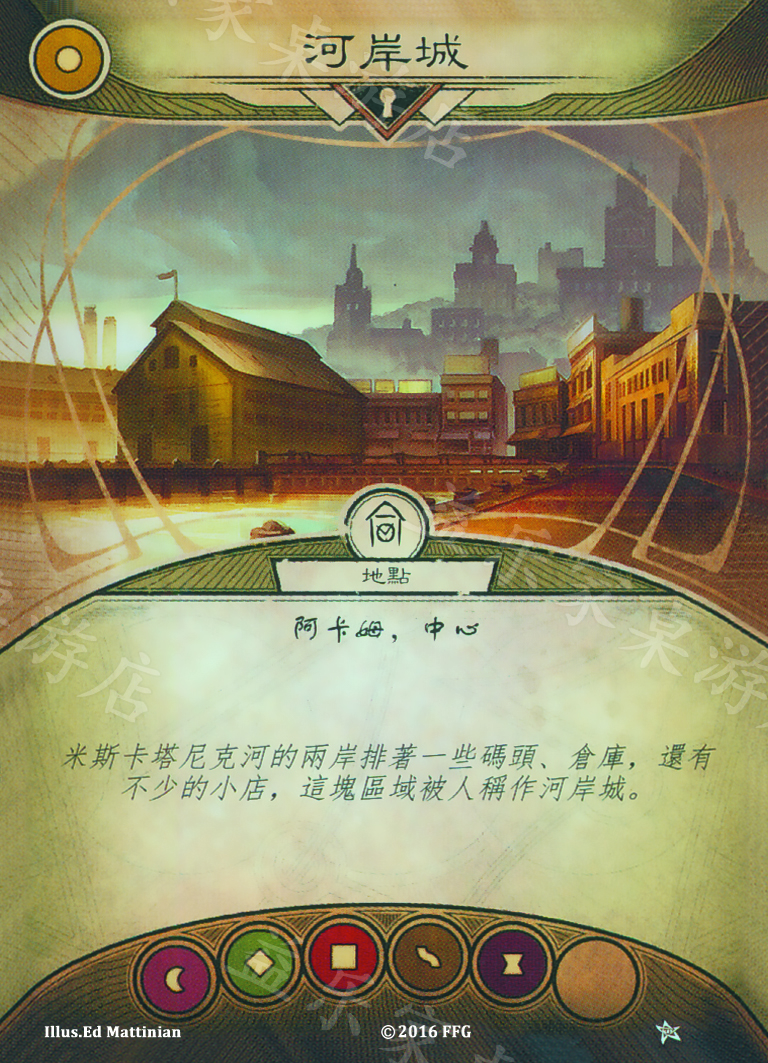 河岸城
地點
阿卡姆，中心
米斯卡塔尼克河的兩岸排著一些碼頭、倉庫，還有
不少的小店，這塊區域被人稱作河岸城。
Illus.Ed Mattinian
©2016 FFG